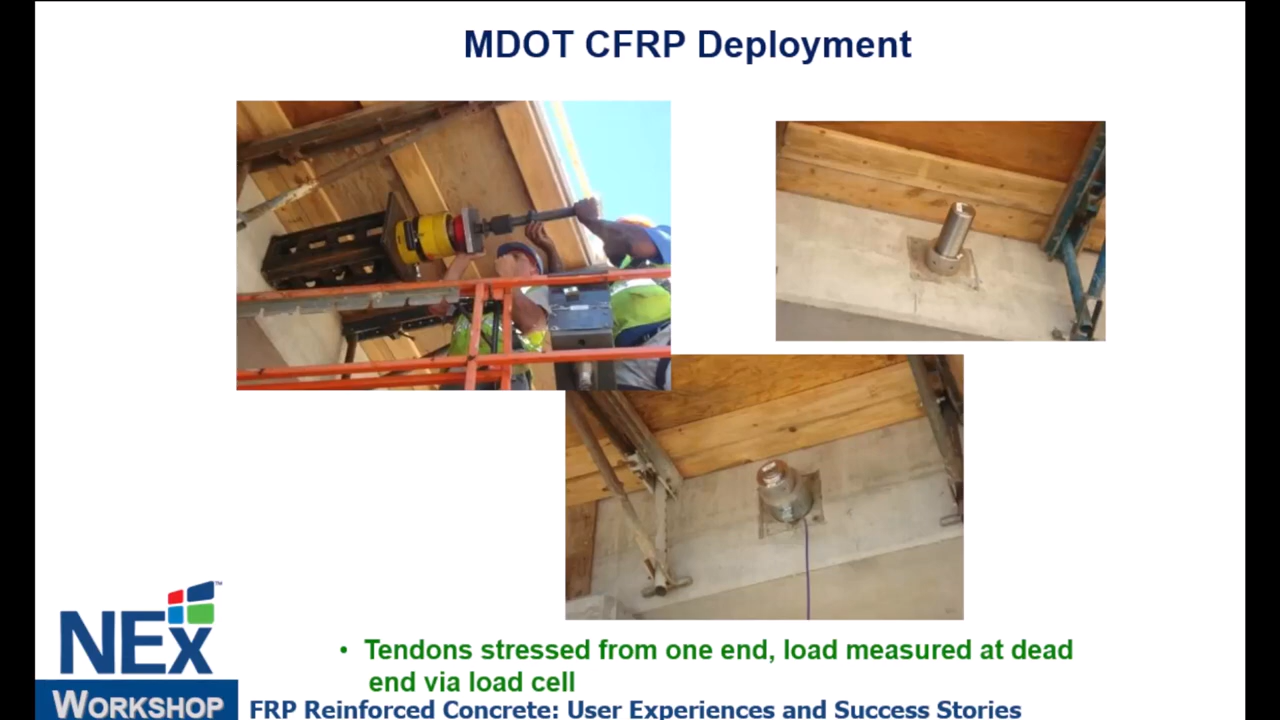 MDOT CFRP Deployment
• Tendons stressed from one end, load measured at dead
end via load cell
NEx
TM
WORKSHOP
FRP Reinforced Concrete: User Experiences and Success Stories